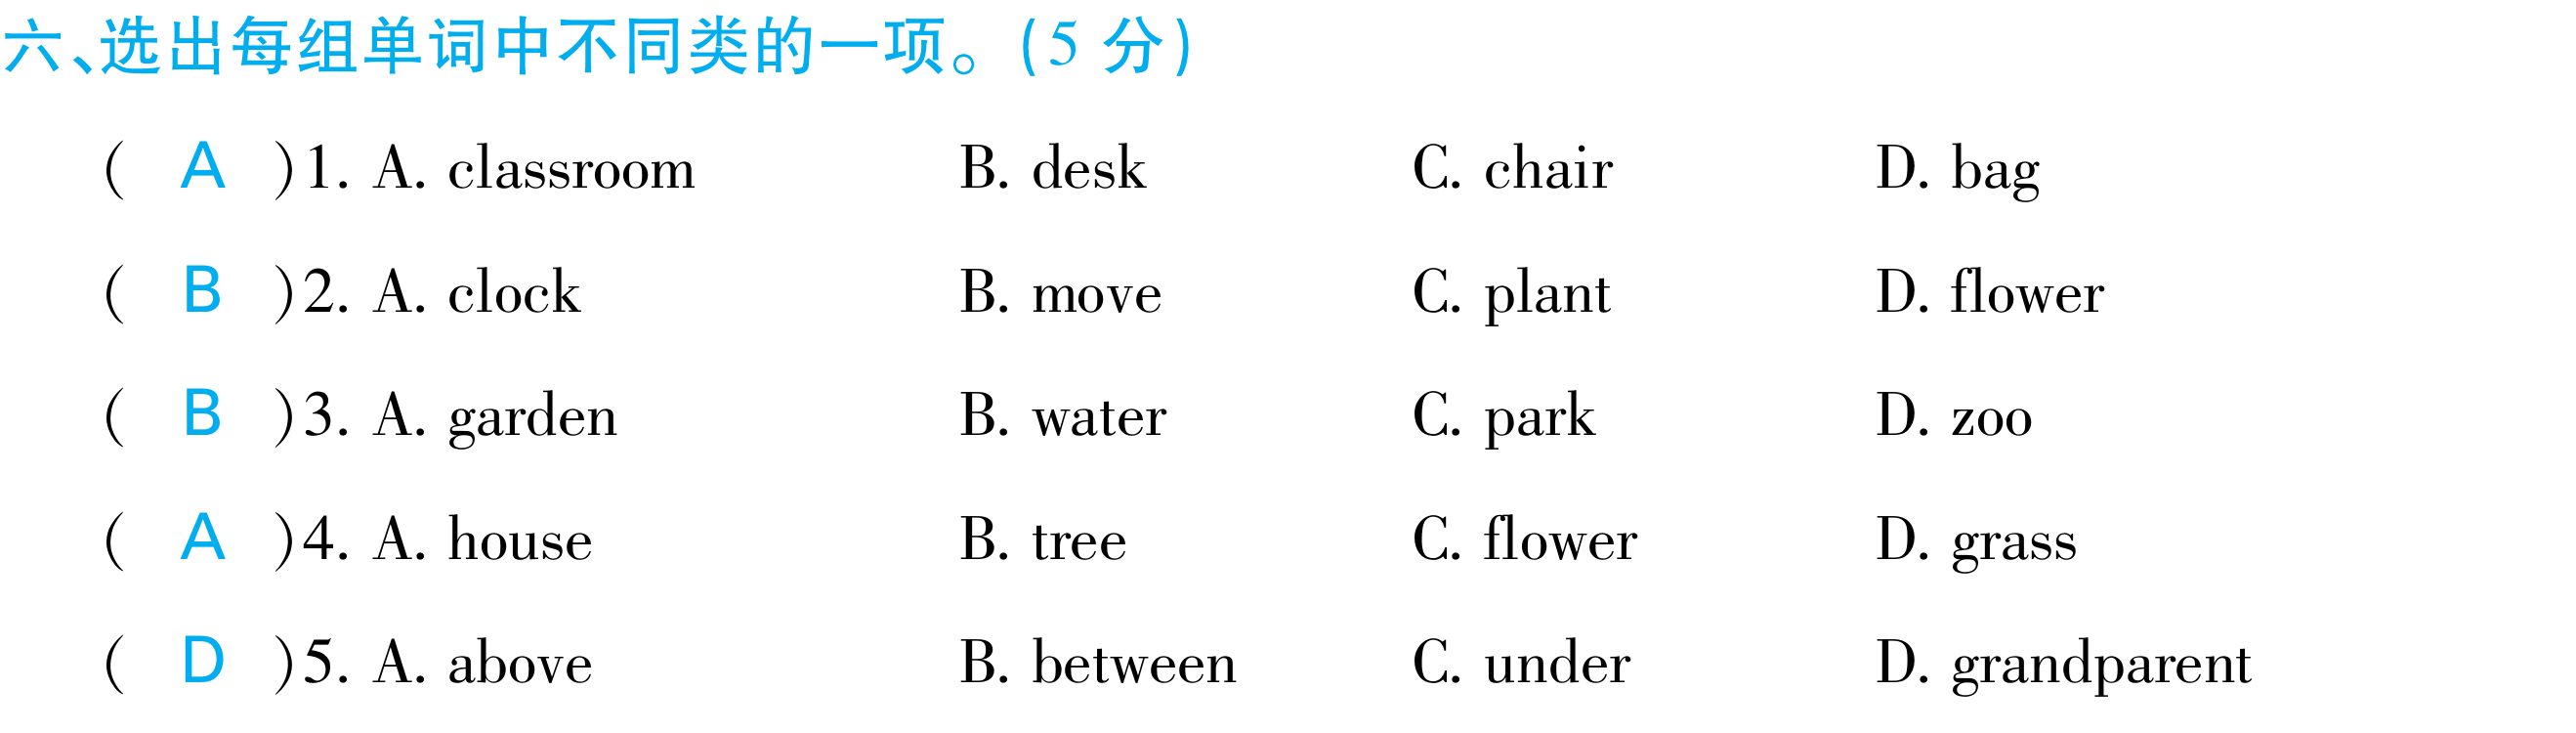 六、选出每组单词中不同类的一项。(5 分)
( A )1. A. classroom B. desk C. chair D. bag
( B )2. A. clock B. move C. plant D. flower
( B )3. A. garden B. water C. park D. zoo
( A )4. A. house B. tree C. flower D. grass
( D )5. A. above B. between C. under D. grandparent